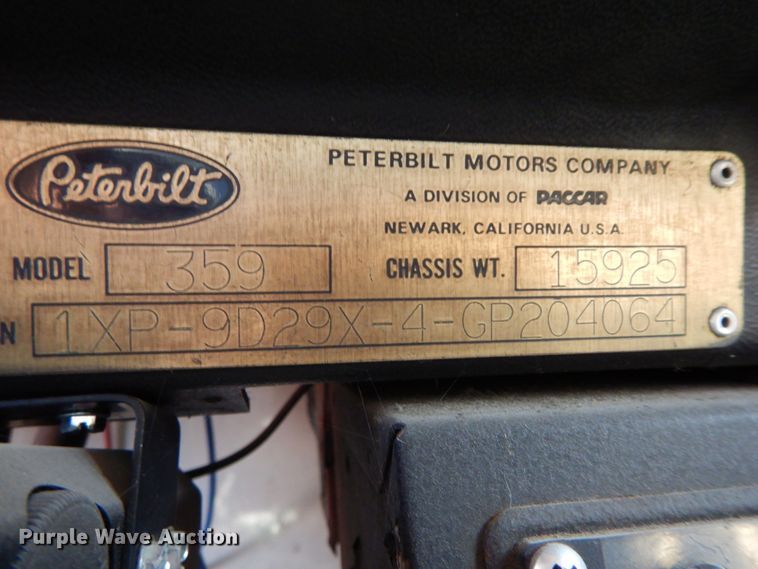 Peterbilt
PETERBILT MOTORS COMPANY
A DIVISION OF PACCAR
NEWARK, CALIFORNIA U.S.A.
MODEL 359 CHASSIS WT. 15925
N 1XP-9D29X-4-GP204064
Purple Wave Auction